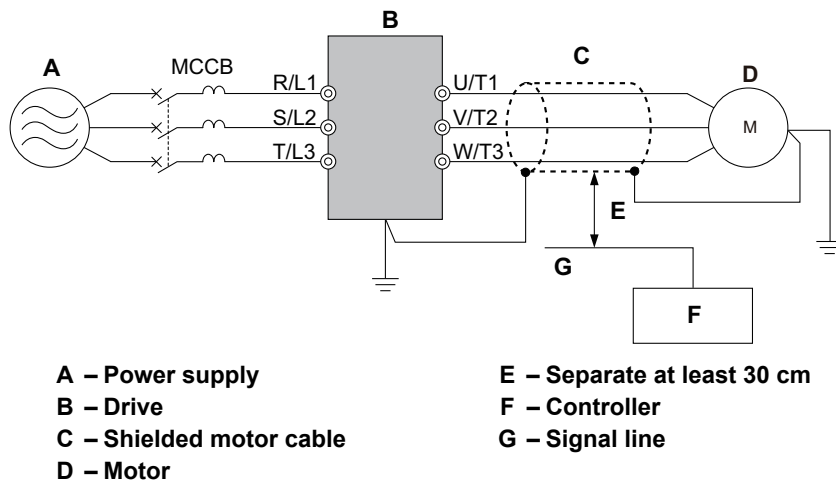 B
A
MCCB
C
D
R/L1
U/T1
S/L2
V/T2
M
T/L3
W/T3
E
G
F
A – Power supply
B – Drive
C – Shielded motor cable
D – Motor
E – Separate at least 30 cm
F – Controller
G – Signal line